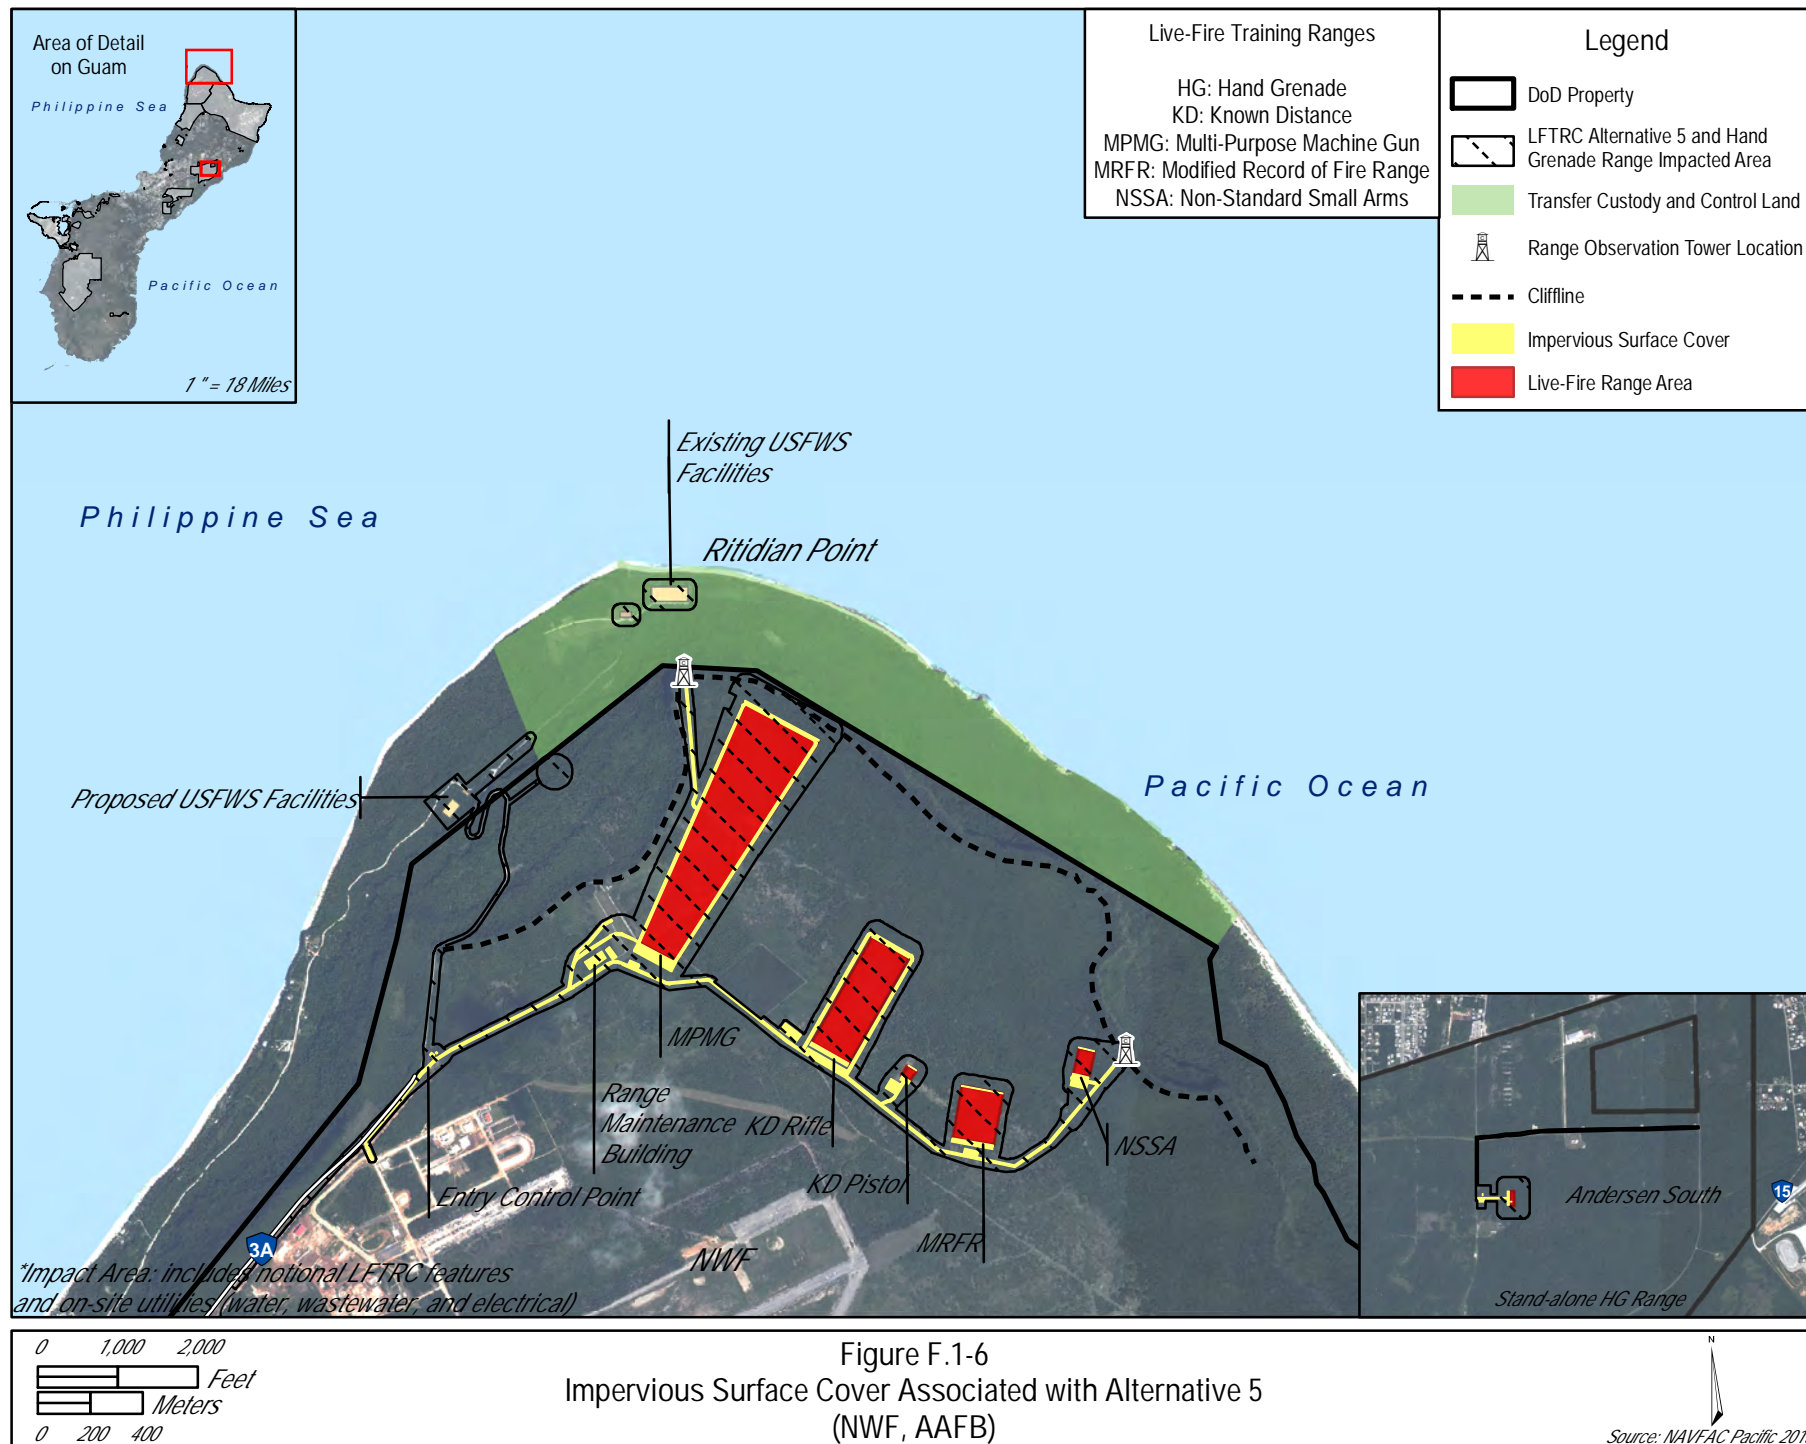 Area of Detail
on Guam
Philippine Sea
Pacific Ocean
1 " = 18 Miles
Live-Fire Training Ranges
HG: Hand Grenade
KD: Known Distance
MPMG: Multi-Purpose Machine Gun
MRFR: Modified Record of Fire Range
NSSA: Non-Standard Small Arms
Legend
DoD Property
LFTRC Alternative 5 and Hand
Grenade Range Impacted Area
Transfer Custody and Control Land
Range Observation Tower Location
Cliffline
Impervious Surface Cover
Live-Fire Range Area
Existing USFWS
Facilities
Philippine Sea
Ritidian Point
Proposed USFWS Facilities
Pacific Ocean
MPMG
Range
Maintenance
Building
KD Rifle
NSSA
KD Pistol
Entry Control Point
MRFR
NWF
3A
*Impact Area: includes notional LFTRC features
and on-site utilities (water, wastewater, and electrical)
Andersen South
15
Stand-alone HG Range
0 1,000 2,000
Feet
Meters
0 200 400
Figure F.1-6
Impervious Surface Cover Associated with Alternative 5
(NWF, AAFB)
N
Source: NAVFAC Pacific